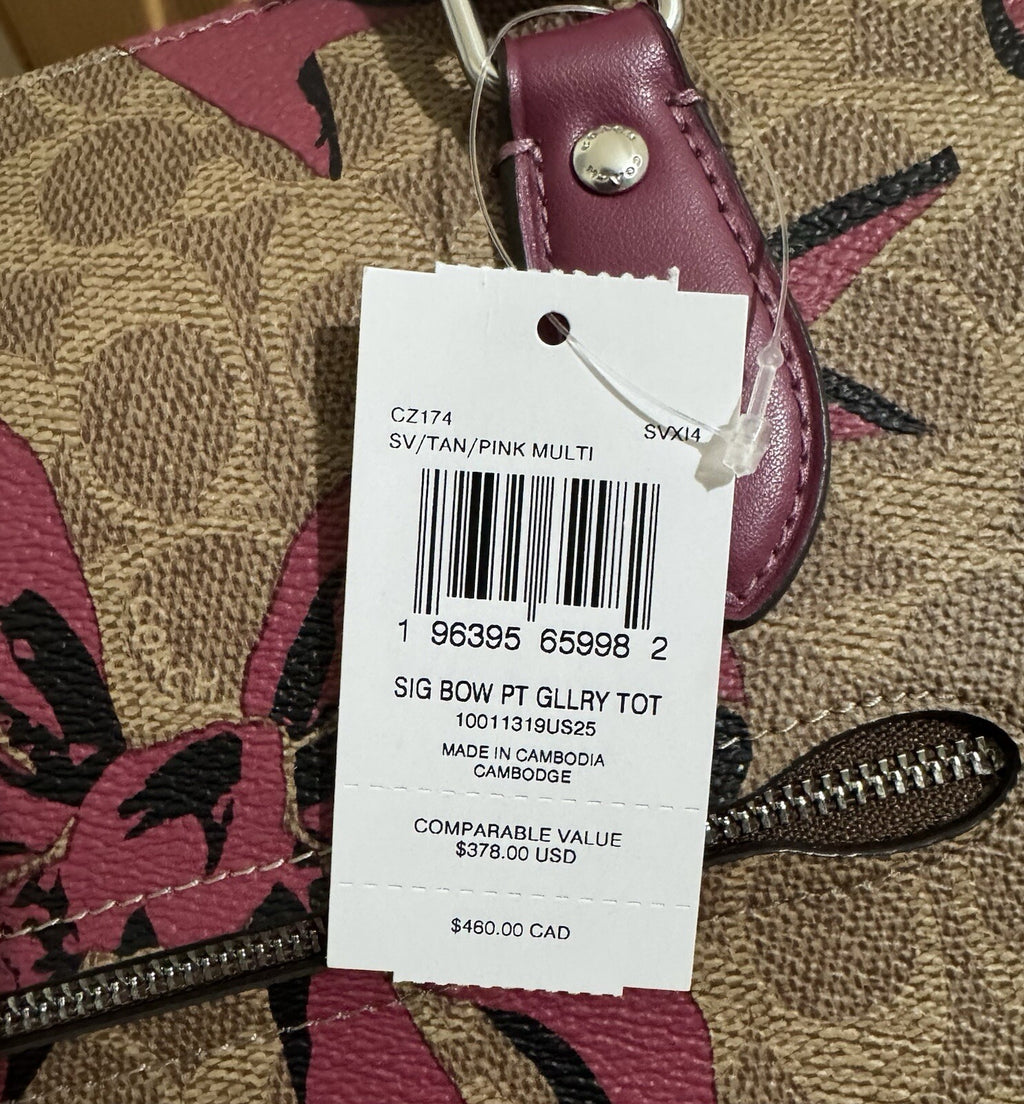 CZ174
SVXI4
SV/TAN/PINK MULTI
1 96395 65998 2
SIG BOW PT GLLRY TOT
10011319US25
MADE IN CAMBODIA
CAMBODGE
COMPARABLE VALUE
$378.00 USD
$460.00 CAD